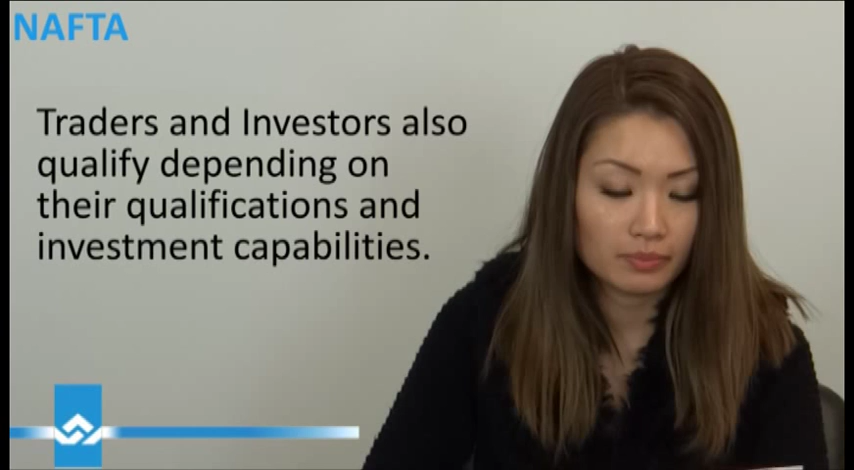 NAFTA
Traders and Investors also
qualify depending on
their qualifications and
investment capabilities.